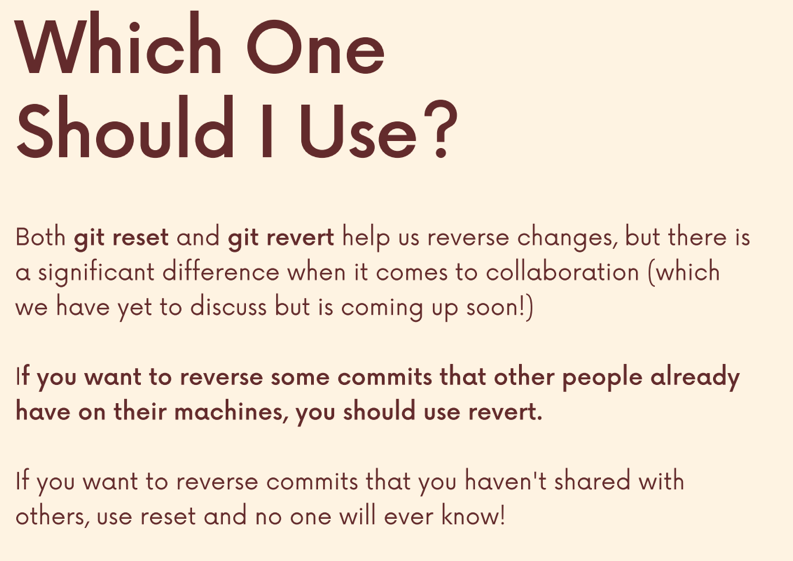 Which One
Should I Use?
Both git reset and git revert help us reverse changes, but there is
a significant difference when it comes to collaboration (which
we have yet to discuss but is coming up soon!)
If you want to reverse some commits that other people already
have on their machines, you should use revert.
If you want to reverse commits that you haven't shared with
others, use reset and no one will ever know!